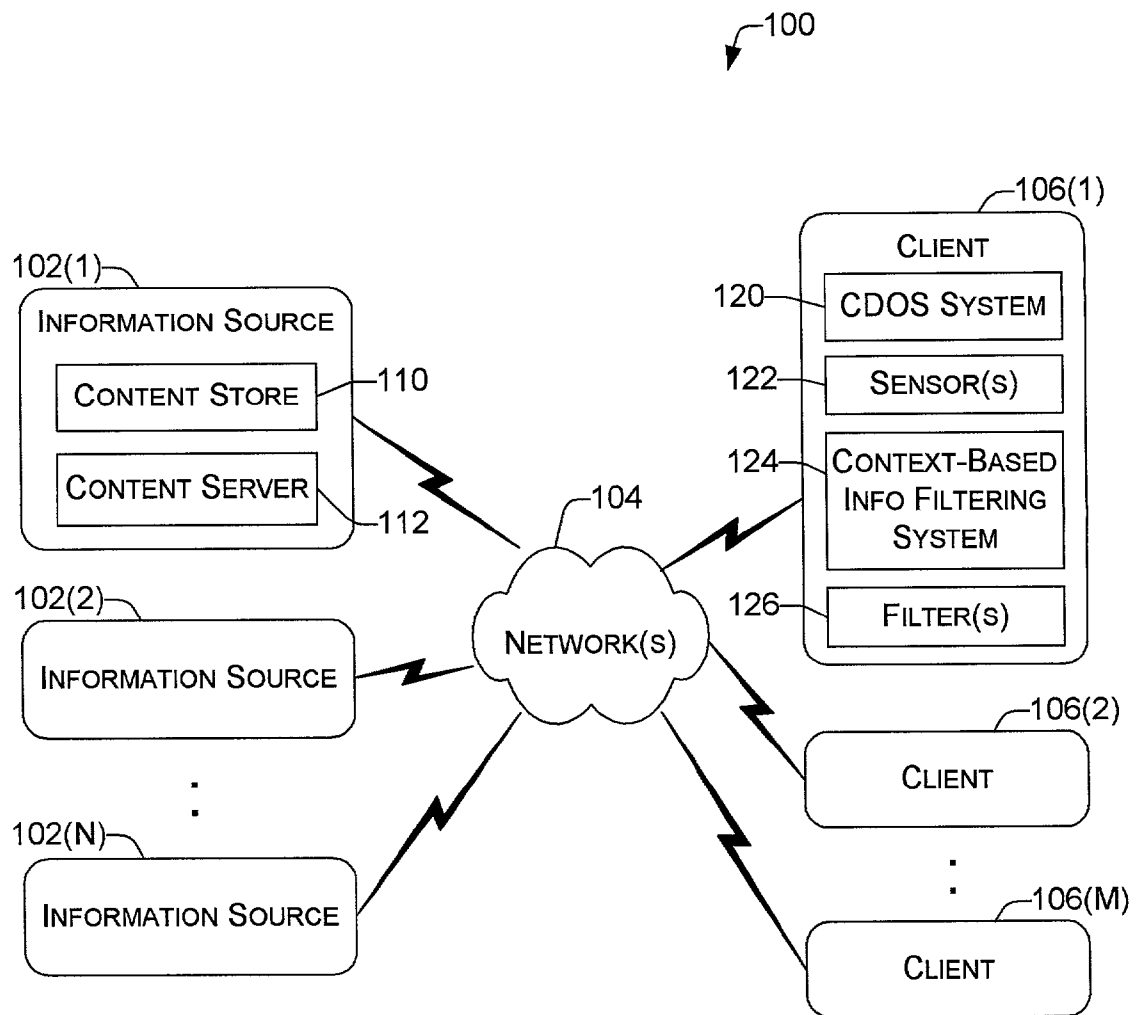 100
102(1)
INFORMATION SOURCE
CONTENT STORE
110
CONTENT SERVER
112
102(2)
INFORMATION SOURCE
102(N)
INFORMATION SOURCE
104
NETWORK(S)
106(1)
CLIENT
120
CDOS SYSTEM
122
SENSOR(S)
124
CONTEXT-BASED
INFO FILTERING
SYSTEM
126
FILTER(S)
106(2)
CLIENT
106(M)
CLIENT